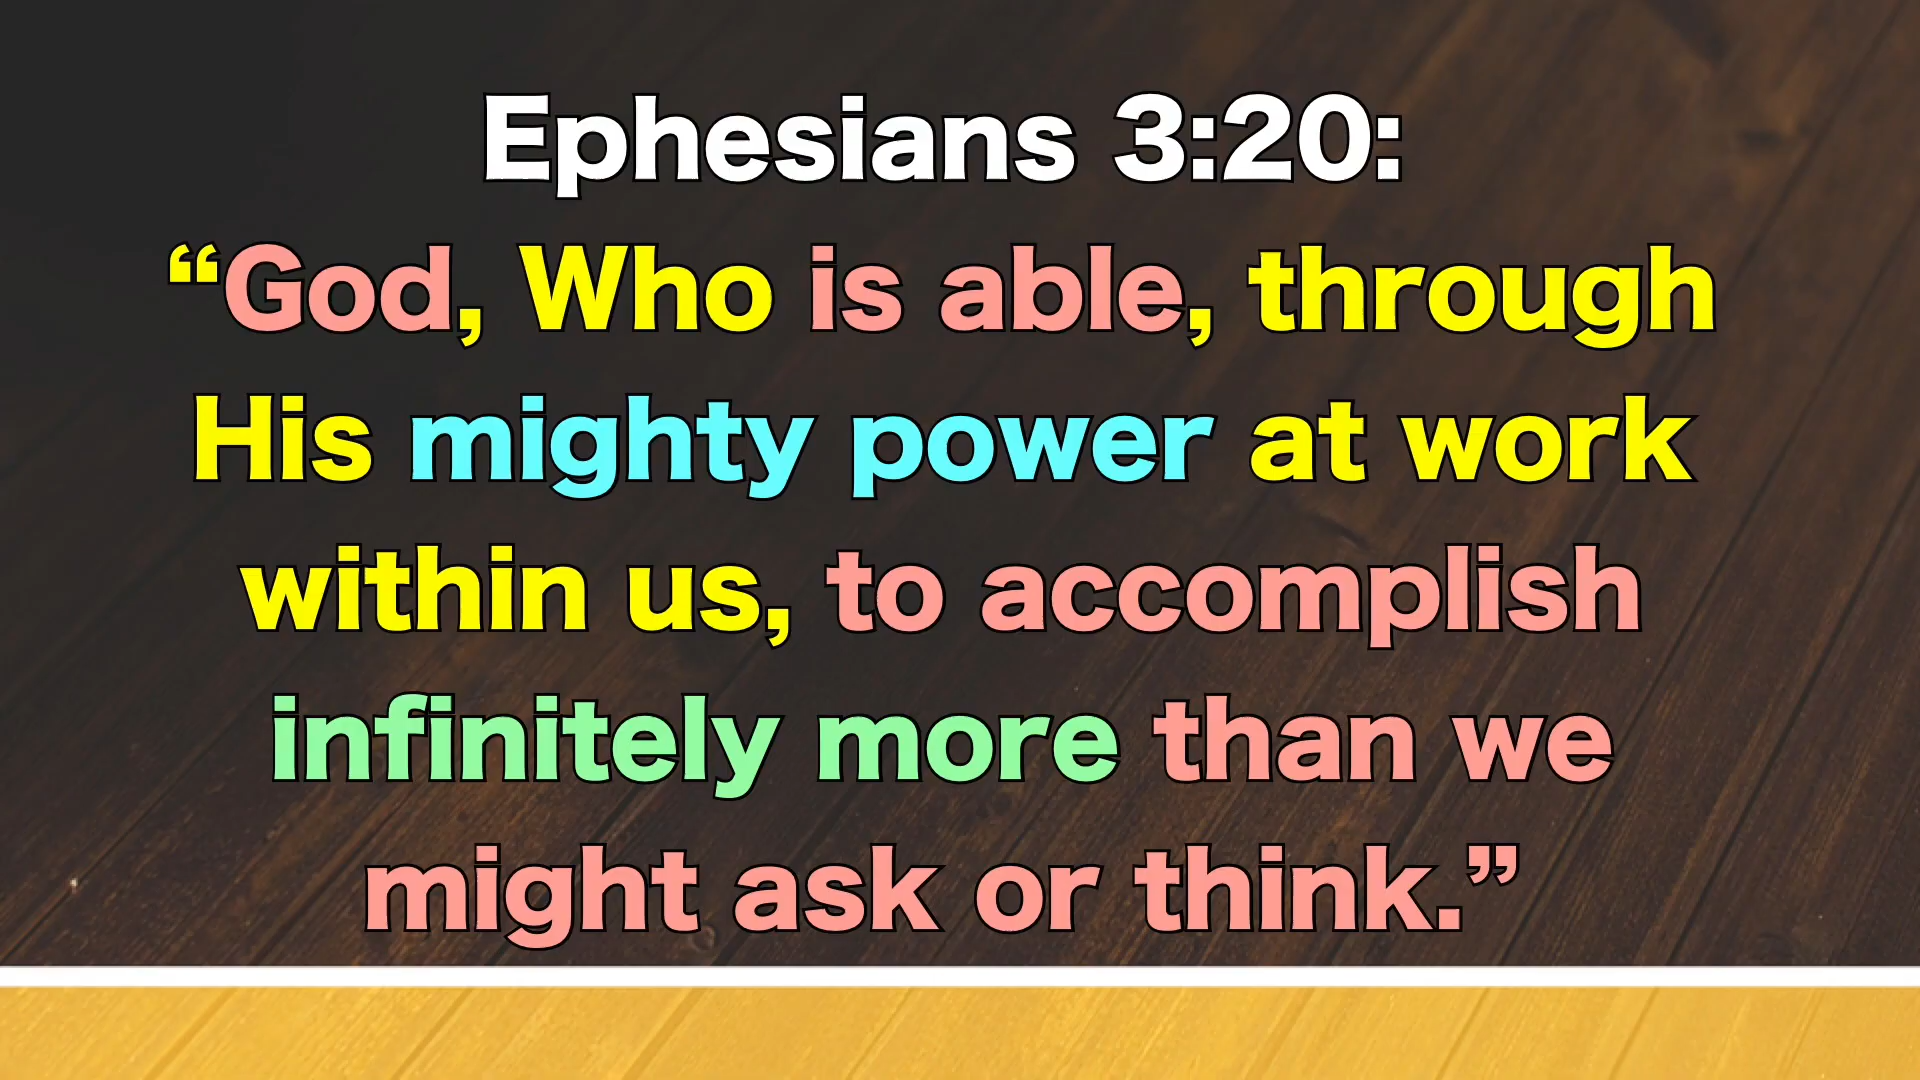 Ephesians 3:20:
“God, Who is able, through
His mighty power at work
within us, to accomplish
infinitely more than we
might ask or think.”